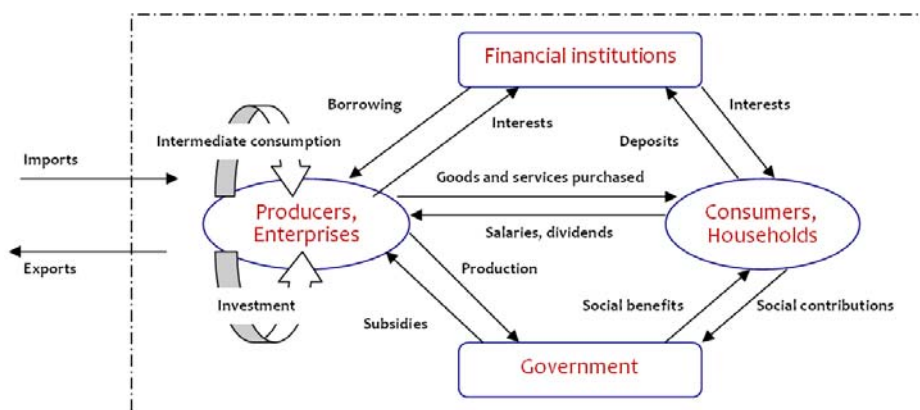 Financial institutions
Borrowing
Interests
Interests
Deposits
Intermediate consumption
Imports
Goods and services purchased
Producers,
Enterprises
Consumers,
Households
Salaries, dividends
Exports
Production
Investment
Social benefits
Social contributions
Subsidies
Government